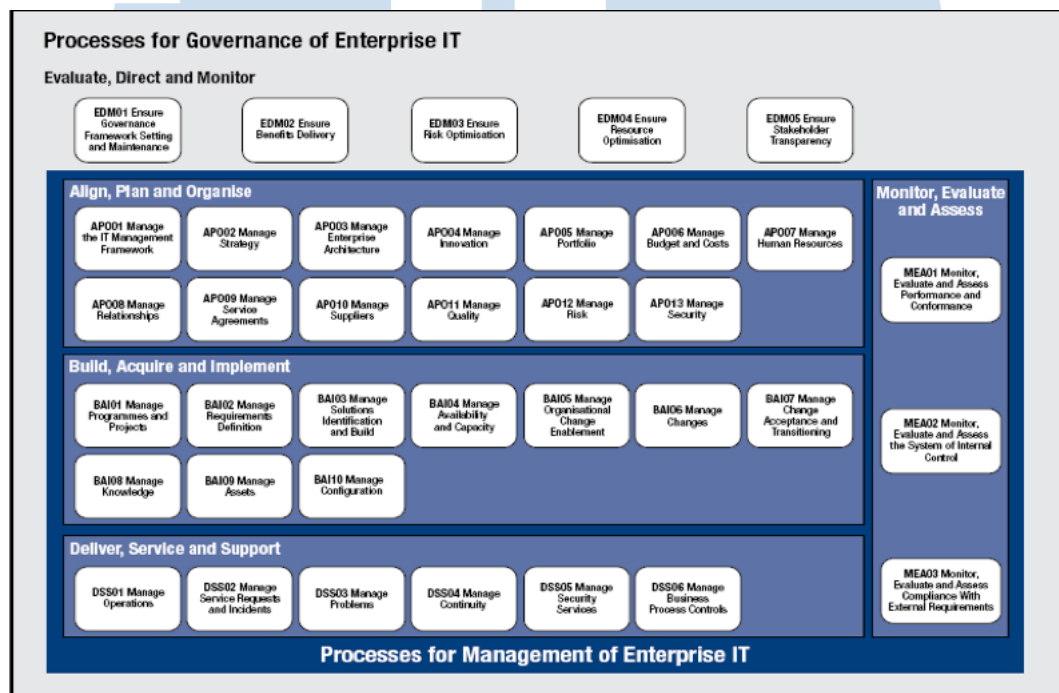 Processes for Governance of Enterprise IT
Evaluate, Direct and Monitor
EDM01 Ensure
Governance
Framework Setting
and Maintenance
EDM02 Ensure
Benefits Delivery
EDM03 Ensure
Risk Optimisation
EDM04 Ensure
Resource
Optimisation
EDM05 Ensure
Stakeholder
Transparency
Align, Plan and Organise
APO01 Manage
the IT Management
Framework
APO02 Manage
Strategy
APO03 Manage
Enterprise
Architecture
APO04 Manage
Innovation
APO05 Manage
Portfolio
APO06 Manage
Budget and Costs
APO07 Manage
Human Resources
APO08 Manage
Relationships
APO09 Manage
Service
Agreements
APO10 Manage
Suppliers
APO11 Manage
Quality
APO12 Manage
Risk
APO13 Manage
Security
Build, Acquire and Implement
BAI01 Manage
Programmes and
Projects
BAI02 Manage
Requirements
Definition
BAI03 Manage
Solutions
Identification
and Build
BAI04 Manage
Availability
and Capacity
BAI05 Manage
Organisational
Change
Enablement
BAI06 Manage
Changes
BAI07 Manage
Change
Acceptance and
Transitioning
BAI08 Manage
Knowledge
BAI09 Manage
Assets
BAI10 Manage
Configuration
Deliver, Service and Support
DSS01 Manage
Operations
DSS02 Manage
Service Requests
and Incidents
DSS03 Manage
Problems
DSS04 Manage
Continuity
DSS05 Manage
Security
Services
DSS06 Manage
Business
Process Controls
Monitor, Evaluate
and Assess
MEA01 Monitor,
Evaluate and Assess
Performance and
Conformance
MEA02 Monitor,
Evaluate and Assess
the System of Internal
Control
MEA03 Monitor,
Evaluate and Assess
Compliance With
External Requirements
Processes for Management of Enterprise IT